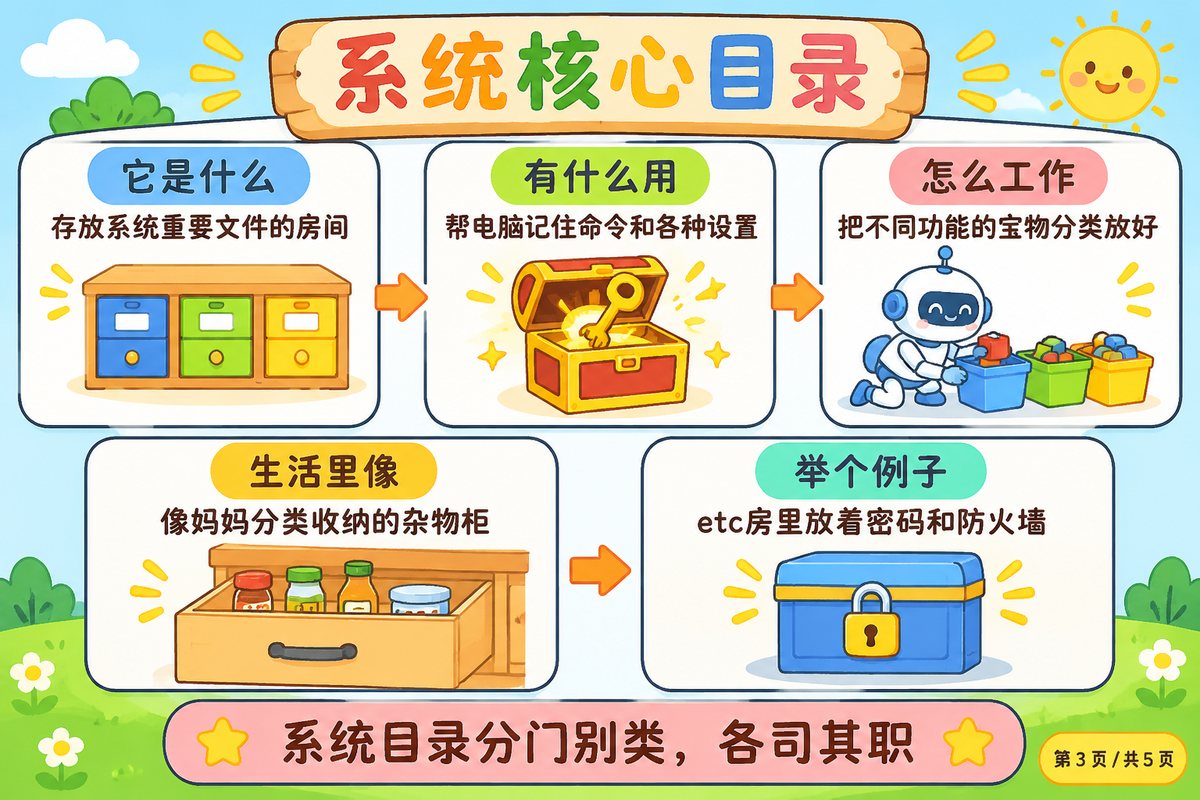 系统核心目录
它是什么
存放系统重要文件的房间
有什么用
帮电脑记住命令和各种设置
怎么工作
把不同功能的宝物分类放好
生活里像
像妈妈分类收纳的杂物柜
举个例子
etc房里放着密码和防火墙
系统目录分门别类，各司其职
第3页/共5页